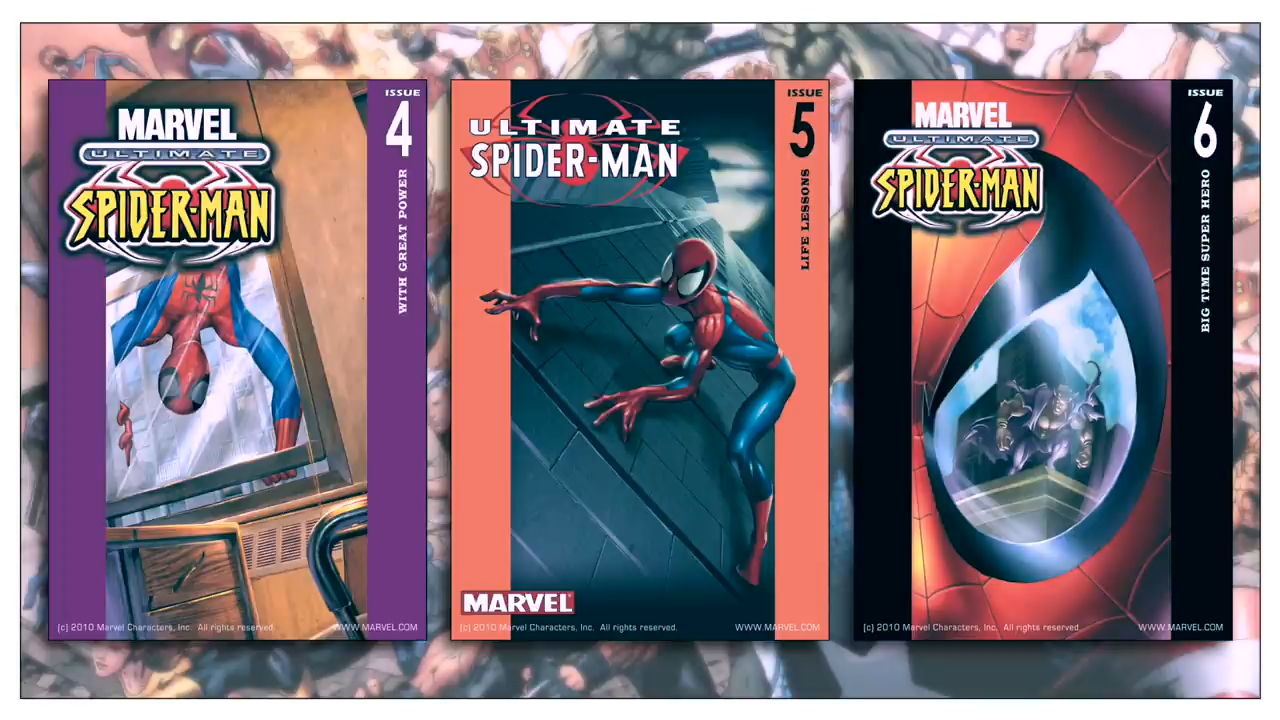 MARVEL
ULTIMATE
SPIDER-MAN
ISSUE
4
WITH GREAT POWER
(c) 2010 Marvel Characters, Inc. All rights reserved.
WWW.MARVEL.COM
ULTIMATE
SPIDER-MAN
ISSUE
5
LIFE LESSONS
MARVEL
(c) 2010 Marvel Characters, Inc. All rights reserved.
WWW.MARVEL.COM
MARVEL
ULTIMATE
SPIDER-MAN
ISSUE
6
BIG TIME SUPER HERO
(c) 2010 Marvel Characters, Inc. All rights reserved.
WWW.MARVEL.COM